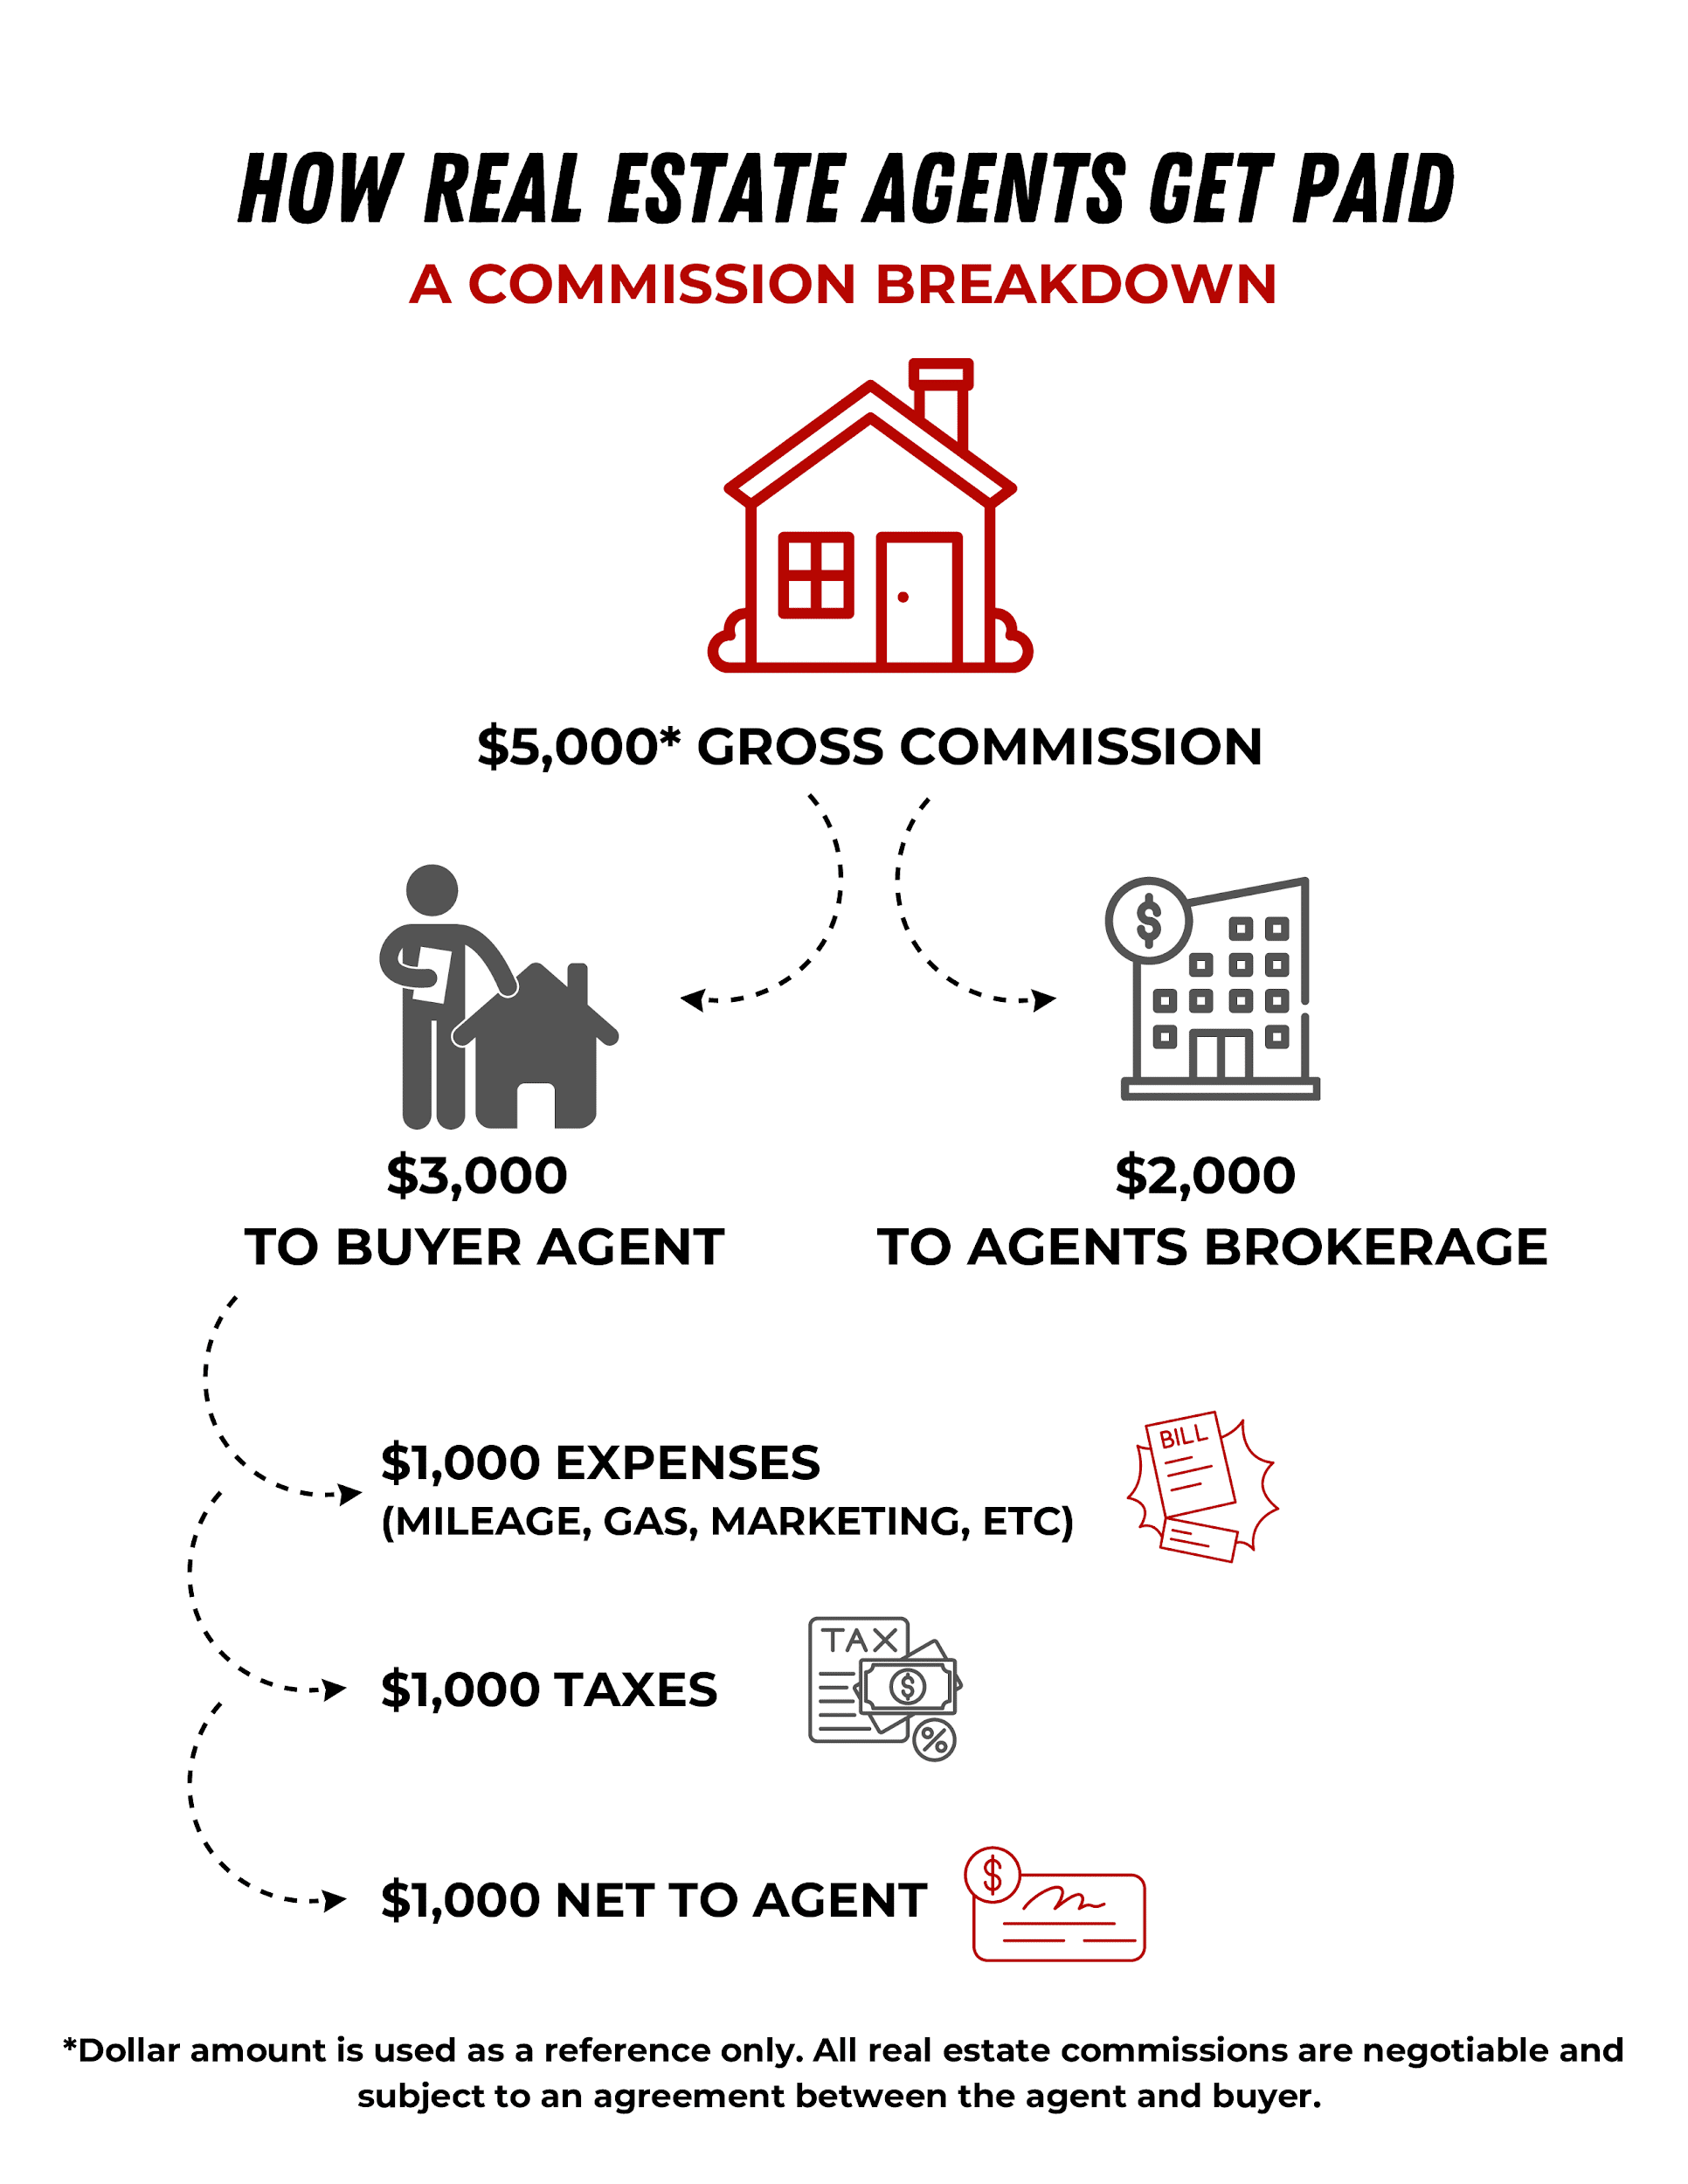 HOW REAL ESTATE AGENTS GET PAID
A COMMISSION BREAKDOWN
$5,000* GROSS COMMISSION
$
$3,000
TO BUYER AGENT
$2,000
TO AGENTS BROKERAGE
$1,000 EXPENSES
(MILEAGE, GAS, MARKETING, ETC)
BILL
$1,000 TAXES
TAX
$
%
$1,000 NET TO AGENT
$
*Dollar amount is used as a reference only. All real estate commissions are negotiable and
subject to an agreement between the agent and buyer.